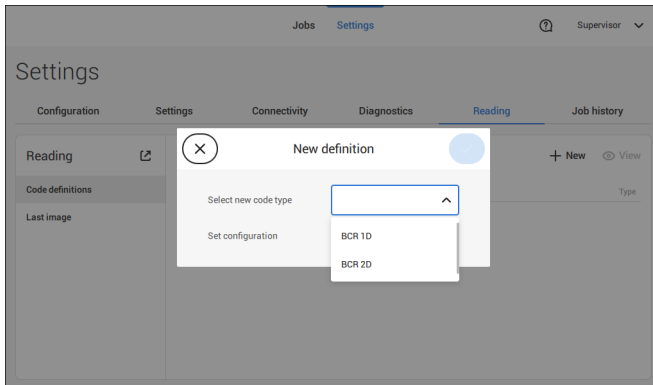 Jobs Settings Supervisor
Settings
Configuration Settings Connectivity Diagnostics Reading Job history
Reading
New definition
New View
Code definitions
Type
Select new code type
Last image
Set configuration
BCR 1D
BCR 2D